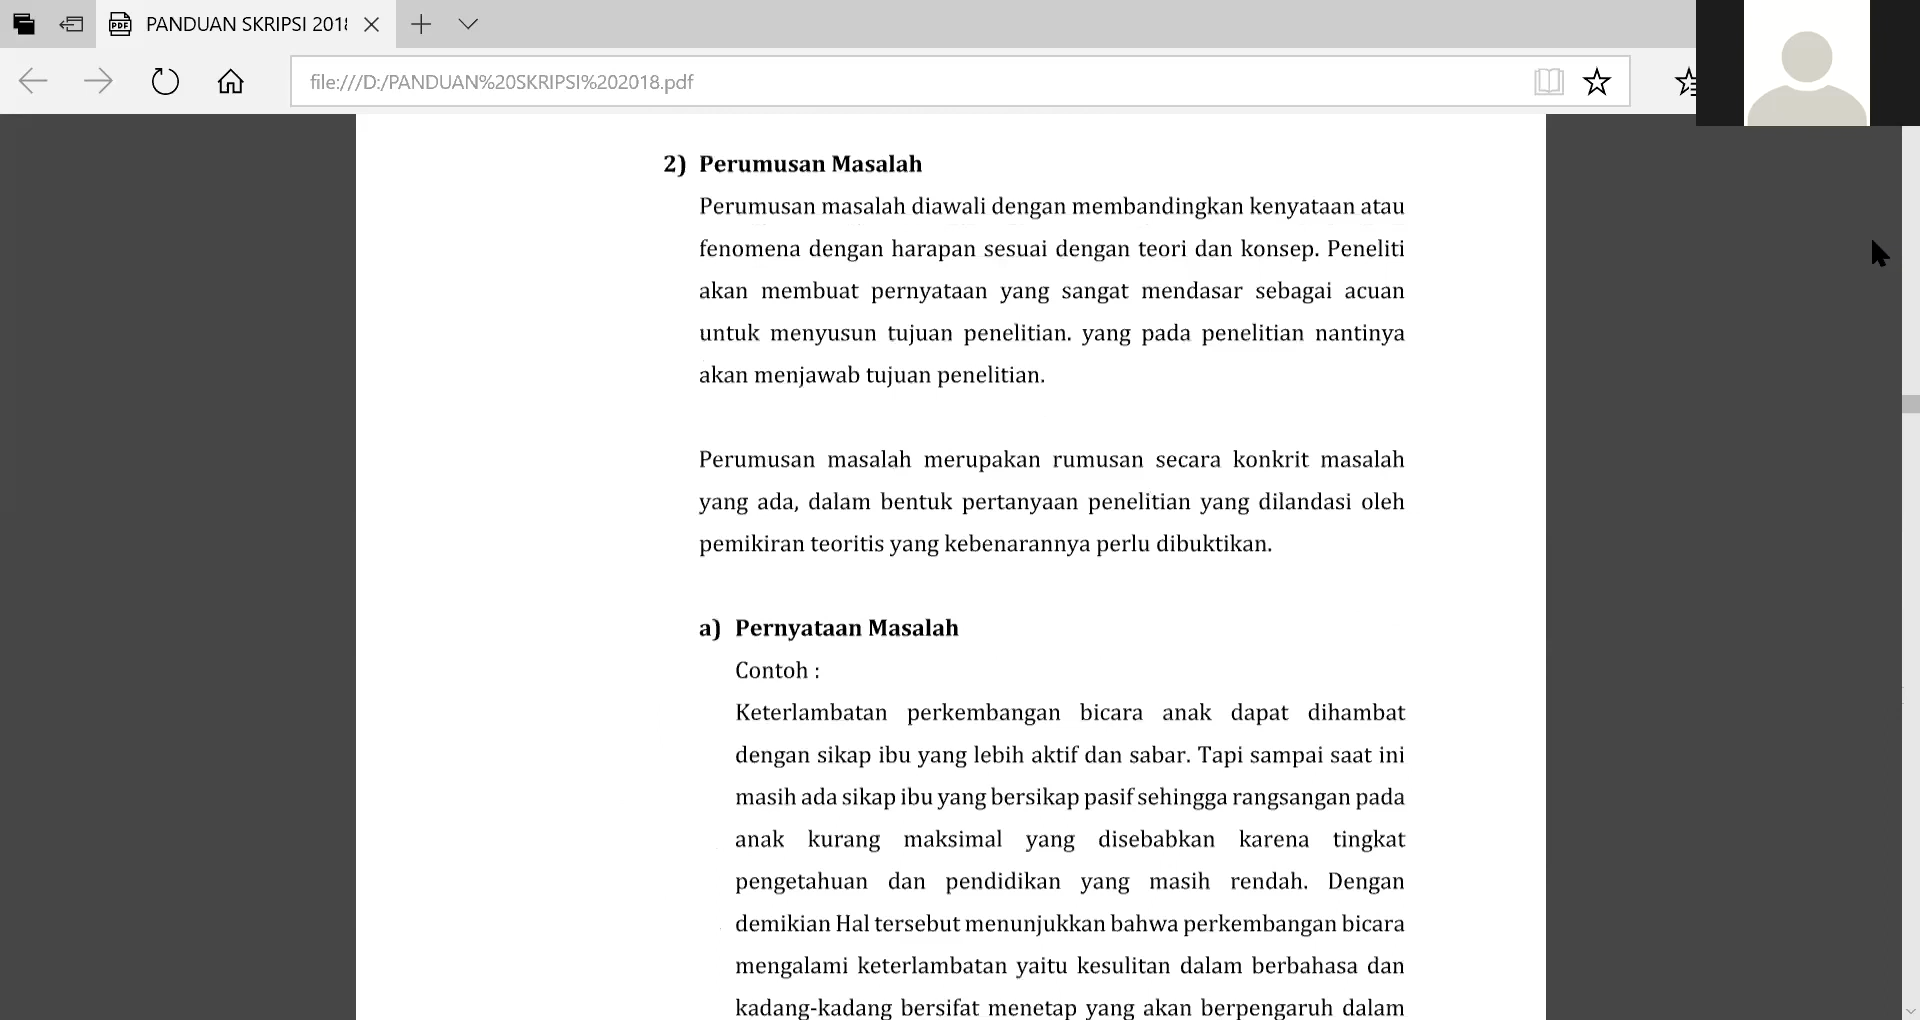 PANDUAN SKRIPSI 2018
file:///D:/PANDUAN%20SKRIPSI%202018.pdf
2) Perumusan Masalah
Perumusan masalah diawali dengan membandingkan kenyataan atau
fenomena dengan harapan sesuai dengan teori dan konsep. Peneliti
akan membuat pernyataan yang sangat mendasar sebagai acuan
untuk menyusun tujuan penelitian. yang pada penelitian nantinya
akan menjawab tujuan penelitian.
Perumusan masalah merupakan rumusan secara konkrit masalah
yang ada, dalam bentuk pertanyaan penelitian yang dilandasi oleh
pemikiran teoritis yang kebenarannya perlu dibuktikan.
a) Pernyataan Masalah
Contoh :
Keterlambatan perkembangan bicara anak dapat dihambat
dengan sikap ibu yang lebih aktif dan sabar. Tapi sampai saat ini
masih ada sikap ibu yang bersikap pasif sehingga rangsangan pada
anak kurang maksimal yang disebabkan karena tingkat
pengetahuan dan pendidikan yang masih rendah. Dengan
demikian Hal tersebut menunjukkan bahwa perkembangan bicara
mengalami keterlambatan yaitu kesulitan dalam berbahasa dan
kadang-kadang bersifat menetap yang akan berpengaruh dalam